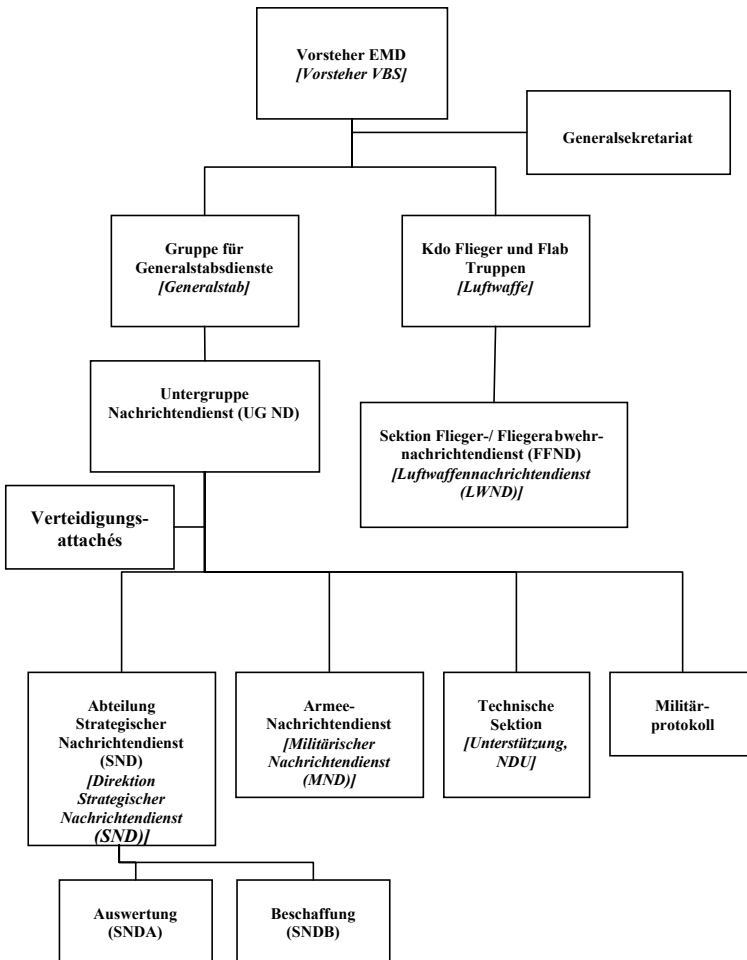 Vorsteher EMD
[Vorsteher VBS]
Generalsekretariat
Gruppe für
Generalstabsdienste
[Generalstab]
Kdo Flieger und Flab
Truppen
[Luftwaffe]
Untergruppe
Nachrichtendienst (UG ND)
Sektion Flieger-/ Fliegerabwehr-
nachrichtendienst (FFND)
[Luftwaffennachrichtendienst
(LWND)]
Verteidigungs-
attachés
Abteilung
Strategischer
Nachrichtendienst
(SND)
[Direktion
Strategischer
Nachrichtendienst
(SND)]
Armee-
Nachrichtendienst
[Militärischer
Nachrichtendienst
(MND)]
Technische
Sektion
[Unterstützung,
NDU]
Militär-
protokoll
Auswertung
(SNDA)
Beschaffung
(SNDB)